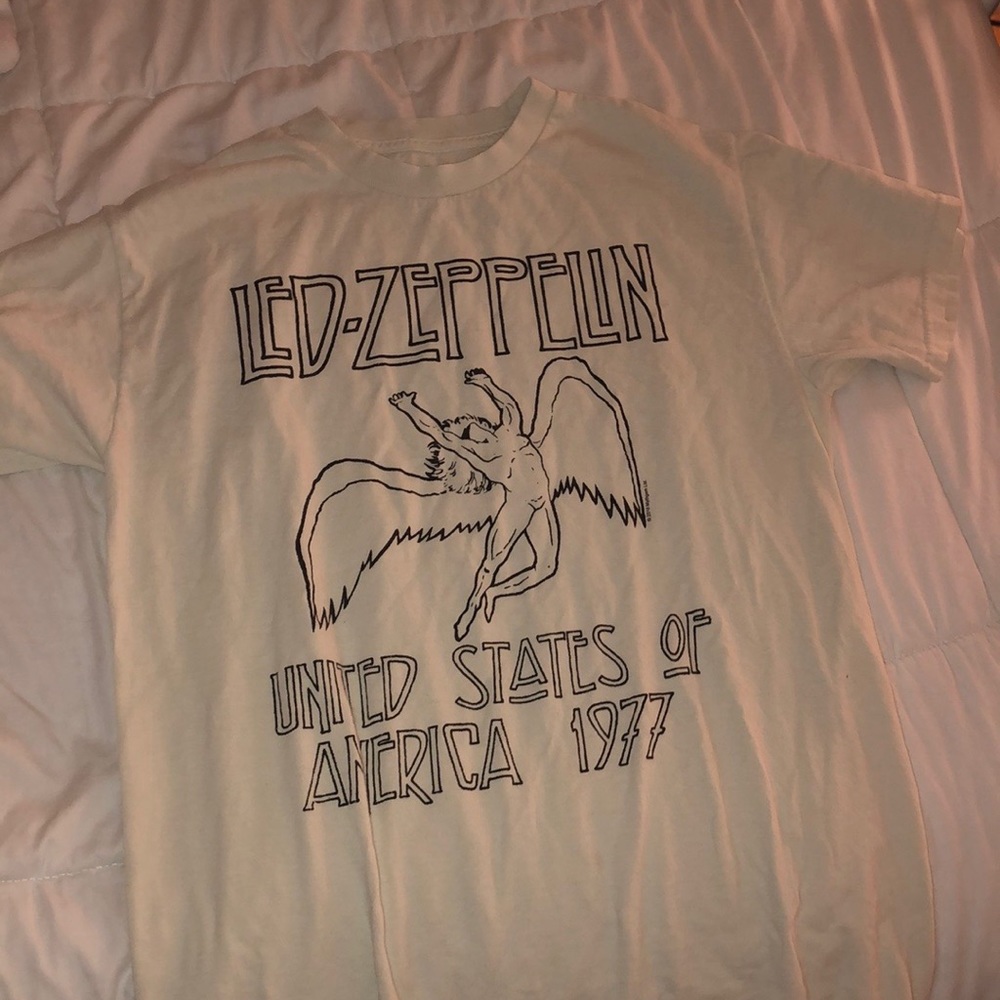 LED-ZEPPELIN
UNITED STATES OF
AMERICA 1977